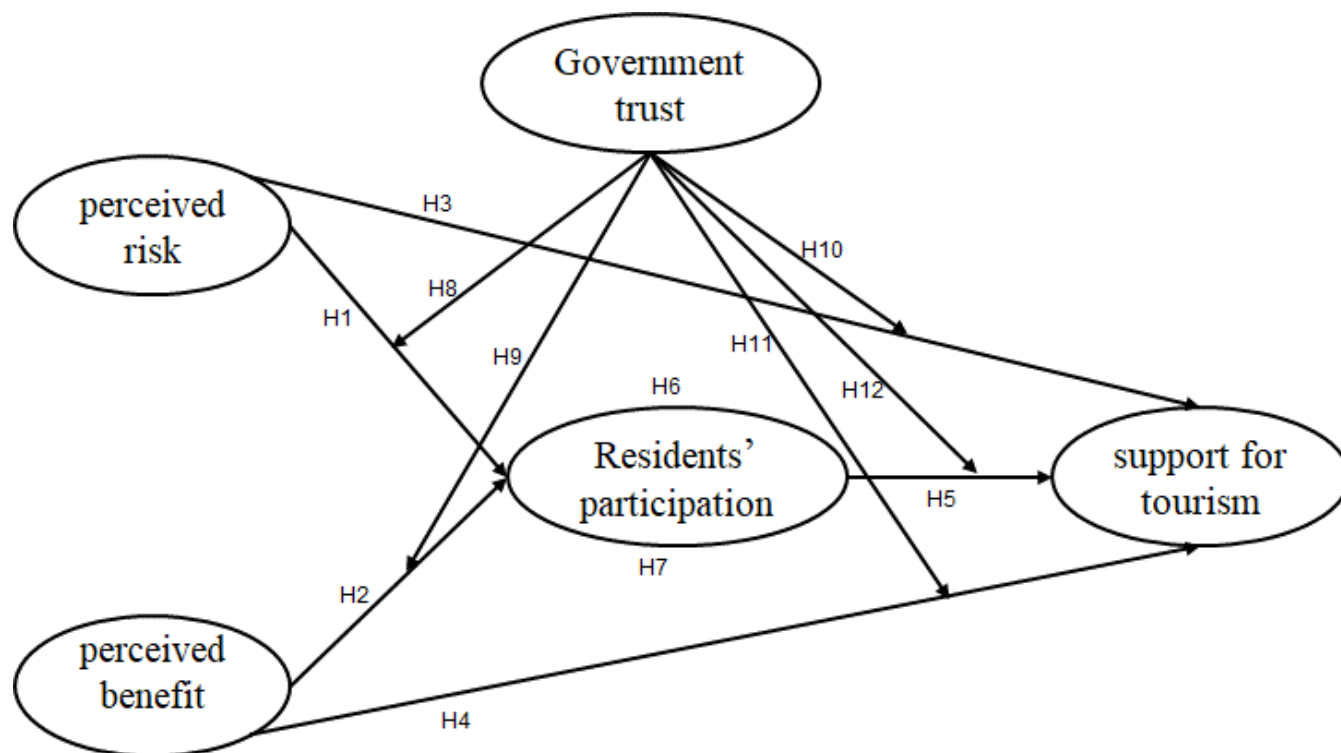 Government
trust
perceived
risk
H3
H10
H8
H1
H11
H9
H12
H6
Residents’
participation
support for
tourism
H5
H7
H2
perceived
benefit
H4